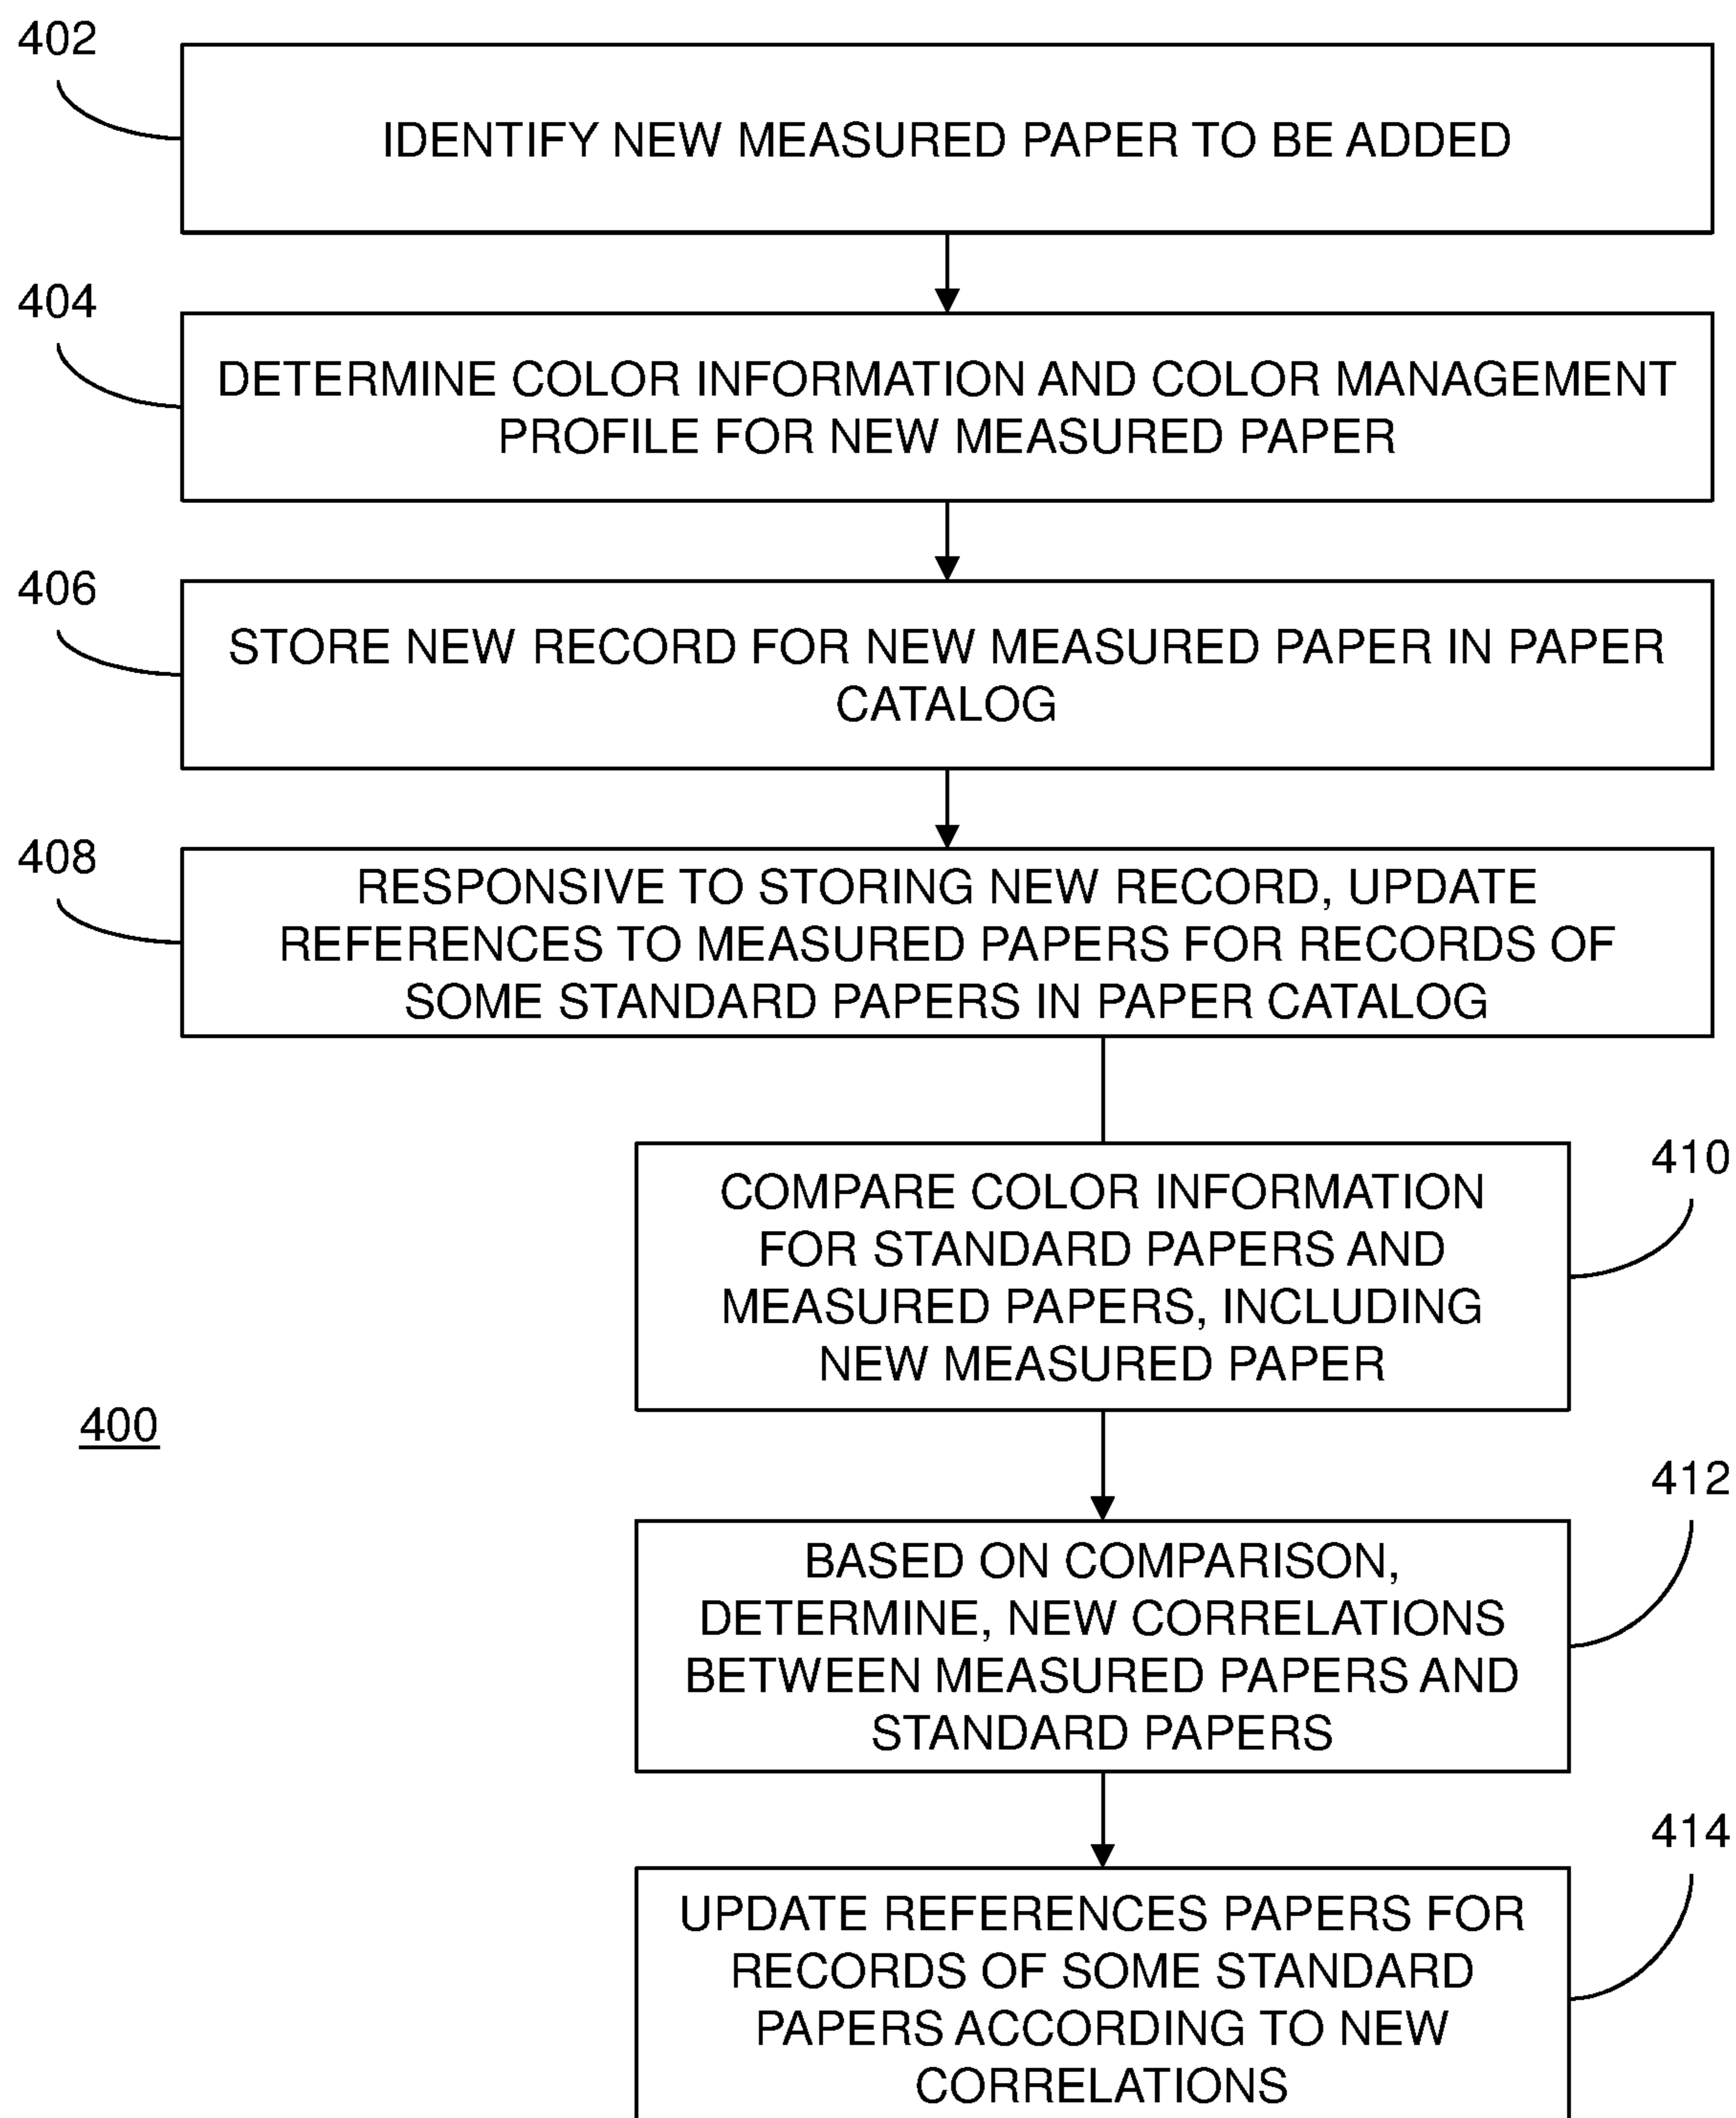 402
IDENTIFY NEW MEASURED PAPER TO BE ADDED
404
DETERMINE COLOR INFORMATION AND COLOR MANAGEMENT
PROFILE FOR NEW MEASURED PAPER
406
STORE NEW RECORD FOR NEW MEASURED PAPER IN PAPER
CATALOG
408
RESPONSIVE TO STORING NEW RECORD, UPDATE
REFERENCES TO MEASURED PAPERS FOR RECORDS OF
SOME STANDARD PAPERS IN PAPER CATALOG
410
COMPARE COLOR INFORMATION
FOR STANDARD PAPERS AND
MEASURED PAPERS, INCLUDING
NEW MEASURED PAPER
400
412
BASED ON COMPARISON,
DETERMINE, NEW CORRELATIONS
BETWEEN MEASURED PAPERS AND
STANDARD PAPERS
414
UPDATE REFERENCES PAPERS FOR
RECORDS OF SOME STANDARD
PAPERS ACCORDING TO NEW
CORRELATIONS